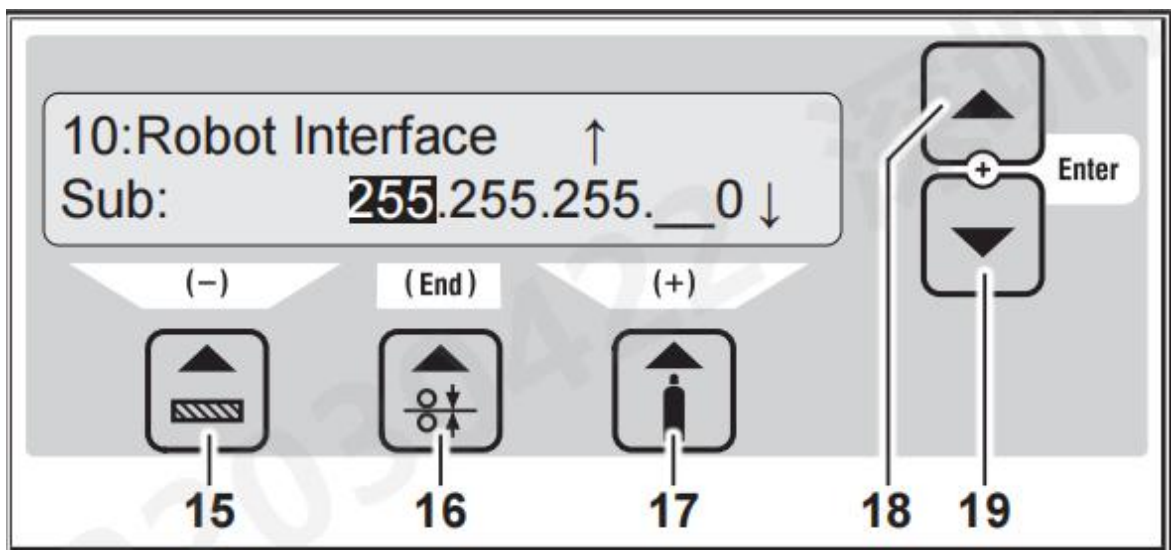 10:Robot Interface ↑
Sub: 255.255.255.__0 ↓
(−) (End) (+)
+ Enter
15 16 17 18 19